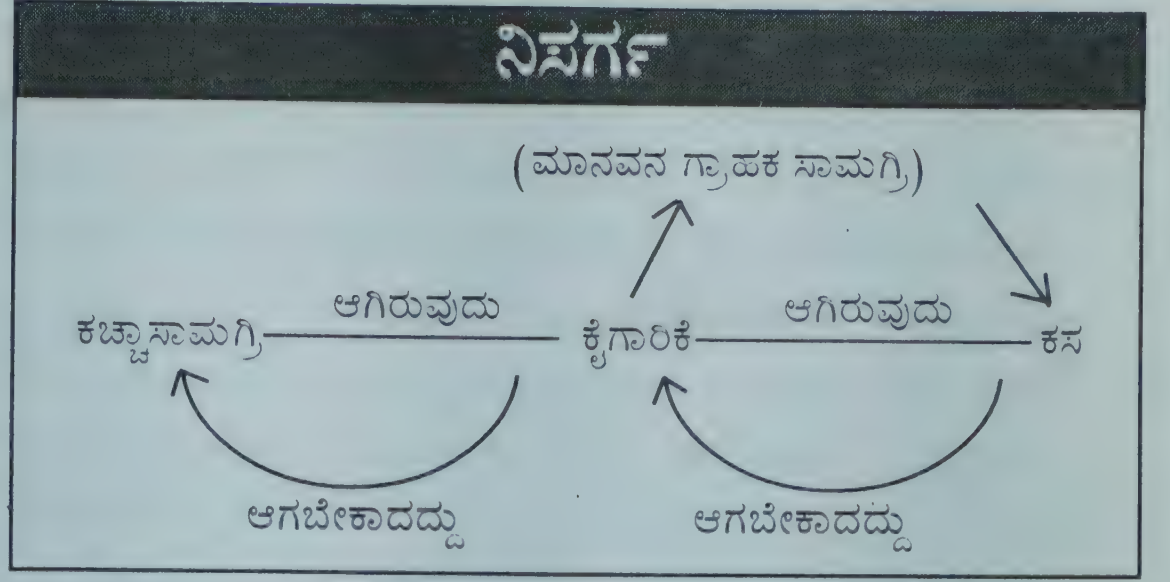 ನಿಸರ್ಗ
(ಮಾನವನ ಗ್ರಾಹಕ ಸಾಮಗ್ರಿ)
ಆಗಿರುವುದು ಆಗಿರುವುದು
ಕಚ್ಚಾಸಾಮಗ್ರಿ ಕೈಗಾರಿಕೆ ಕಸ
ಆಗಬೇಕಾದದ್ದು ಆಗಬೇಕಾದದ್ದು